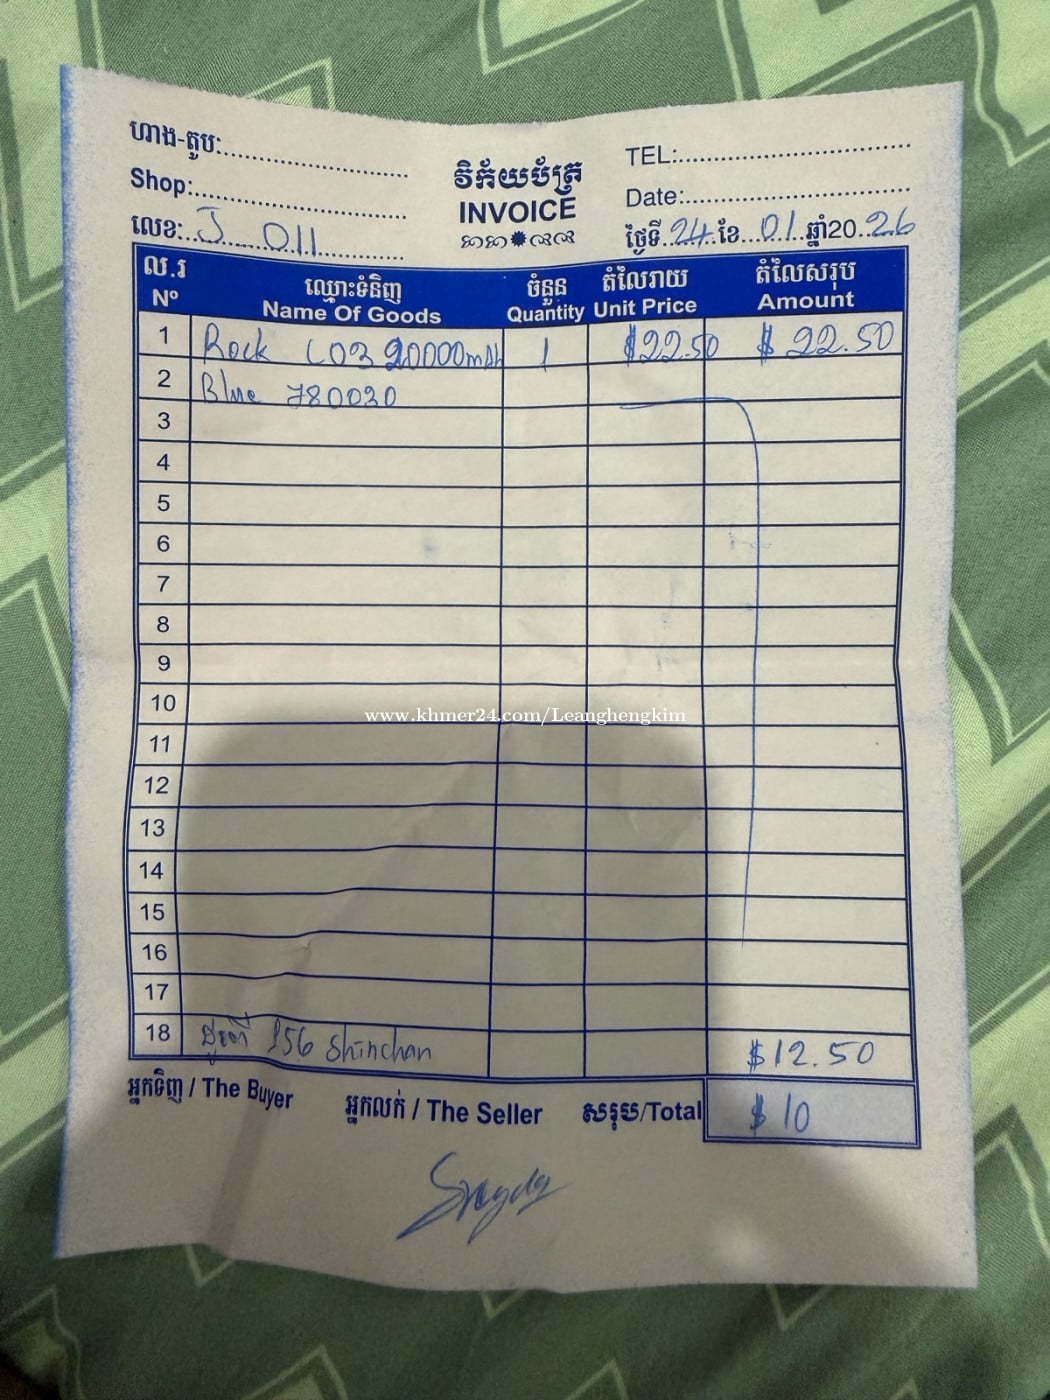 ហាង-តូប:
Shop:
លេខ: J 011
វិក័យប័ត្រ
INVOICE
TEL:
Date:
ថ្ងៃទី 24 ខែ 01 ឆ្នាំ20 26
ល.រ ឈ្មោះទំនិញ ចំនួន តំលៃរាយ តំលៃសរុប
Nº Name Of Goods Quantity Unit Price Amount
1 Rock L03 20000mAh 1 $22.50 $ 22.50
2 Blue 780030
3
4
5
6
7
8
9
10
www.khmer24.com/Leanghengkim
11
12
13
14
15
16
17
18 156 Shinchan $12.50
អ្នកទិញ / The Buyer អ្នកលក់ / The Seller សរុប/Total $ 10